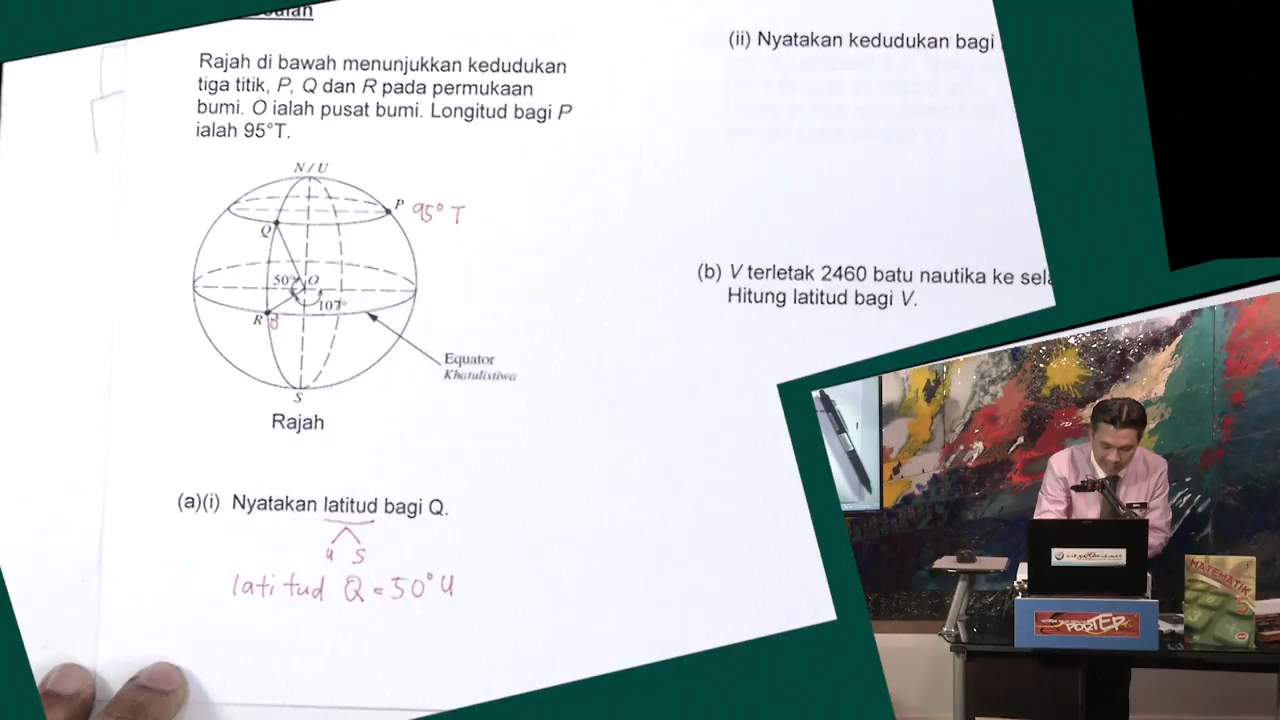 Rajah di bawah menunjukkan kedudukan
tiga titik, P, Q dan R pada permukaan
bumi. O ialah pusat bumi. Longitud bagi P
ialah 95°T.
N / U
P 95° T
Q
50° O
107°
R
Equator
Khatulistiwa
S
Rajah
(a)(i) Nyatakan latitud bagi Q.
U S
latitud Q = 50° U
(ii) Nyatakan kedudukan bagi
(b) V terletak 2460 batu nautika ke
Hitung latitud bagi V.
MATEMATIK